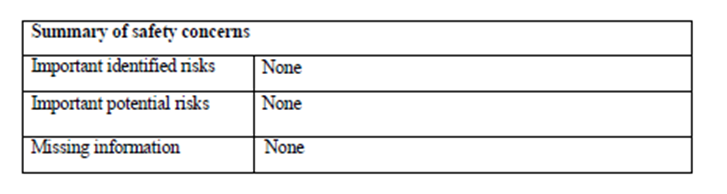 Summary of safety concerns
Important identified risks None
Important potential risks None
Missing information None